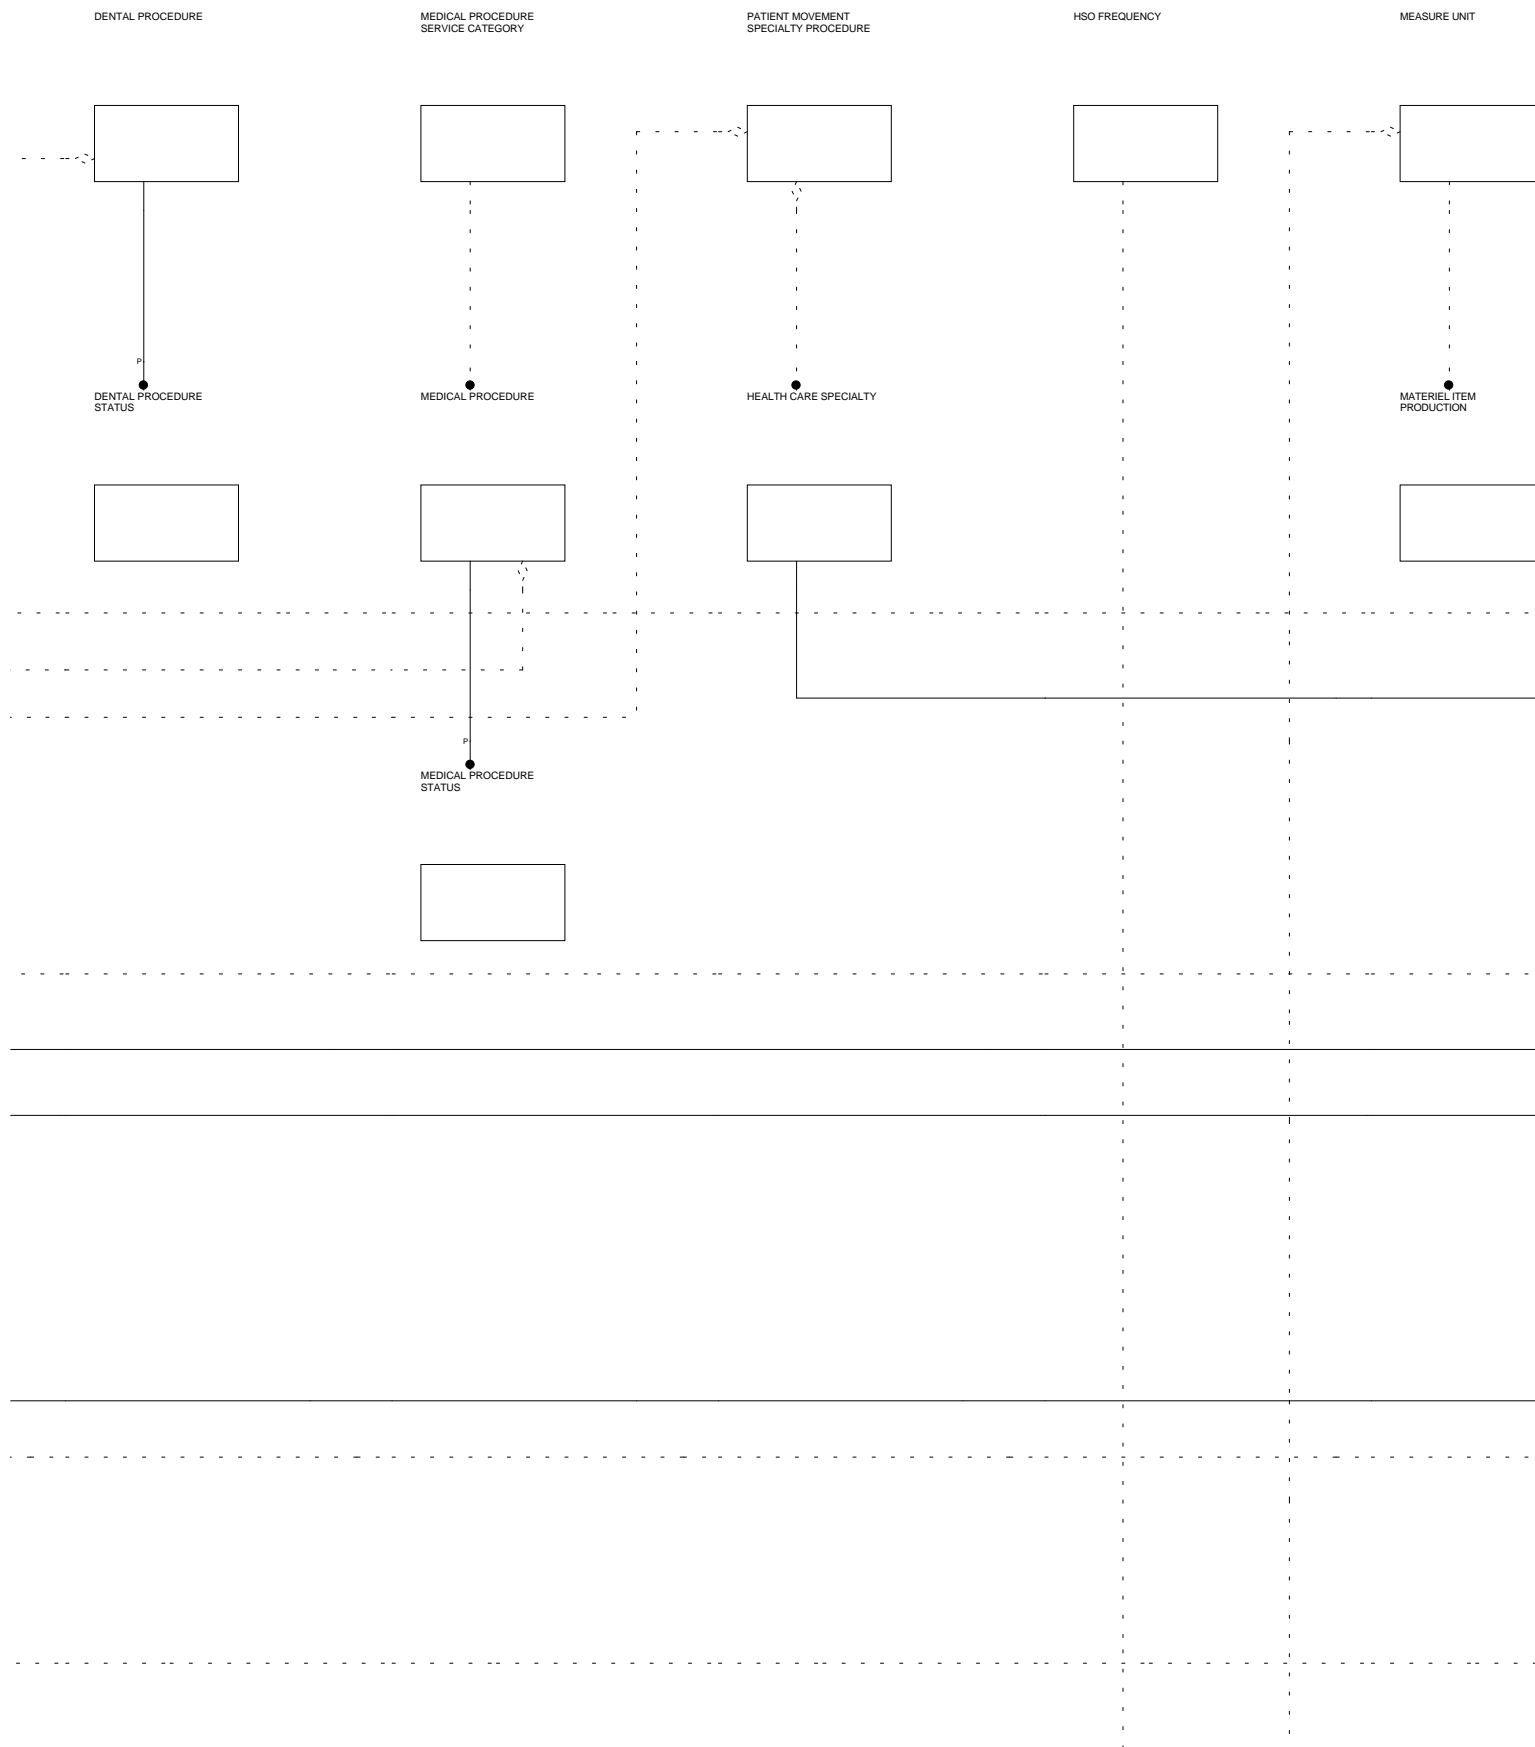 DENTAL PROCEDURE
MEDICAL PROCEDURE
SERVICE CATEGORY
PATIENT MOVEMENT
SPECIALTY PROCEDURE
HSO FREQUENCY
MEASURE UNIT
P
DENTAL PROCEDURE
STATUS
MEDICAL PROCEDURE
HEALTH CARE SPECIALTY
MATERIEL ITEM
PRODUCTION
P
MEDICAL PROCEDURE
STATUS